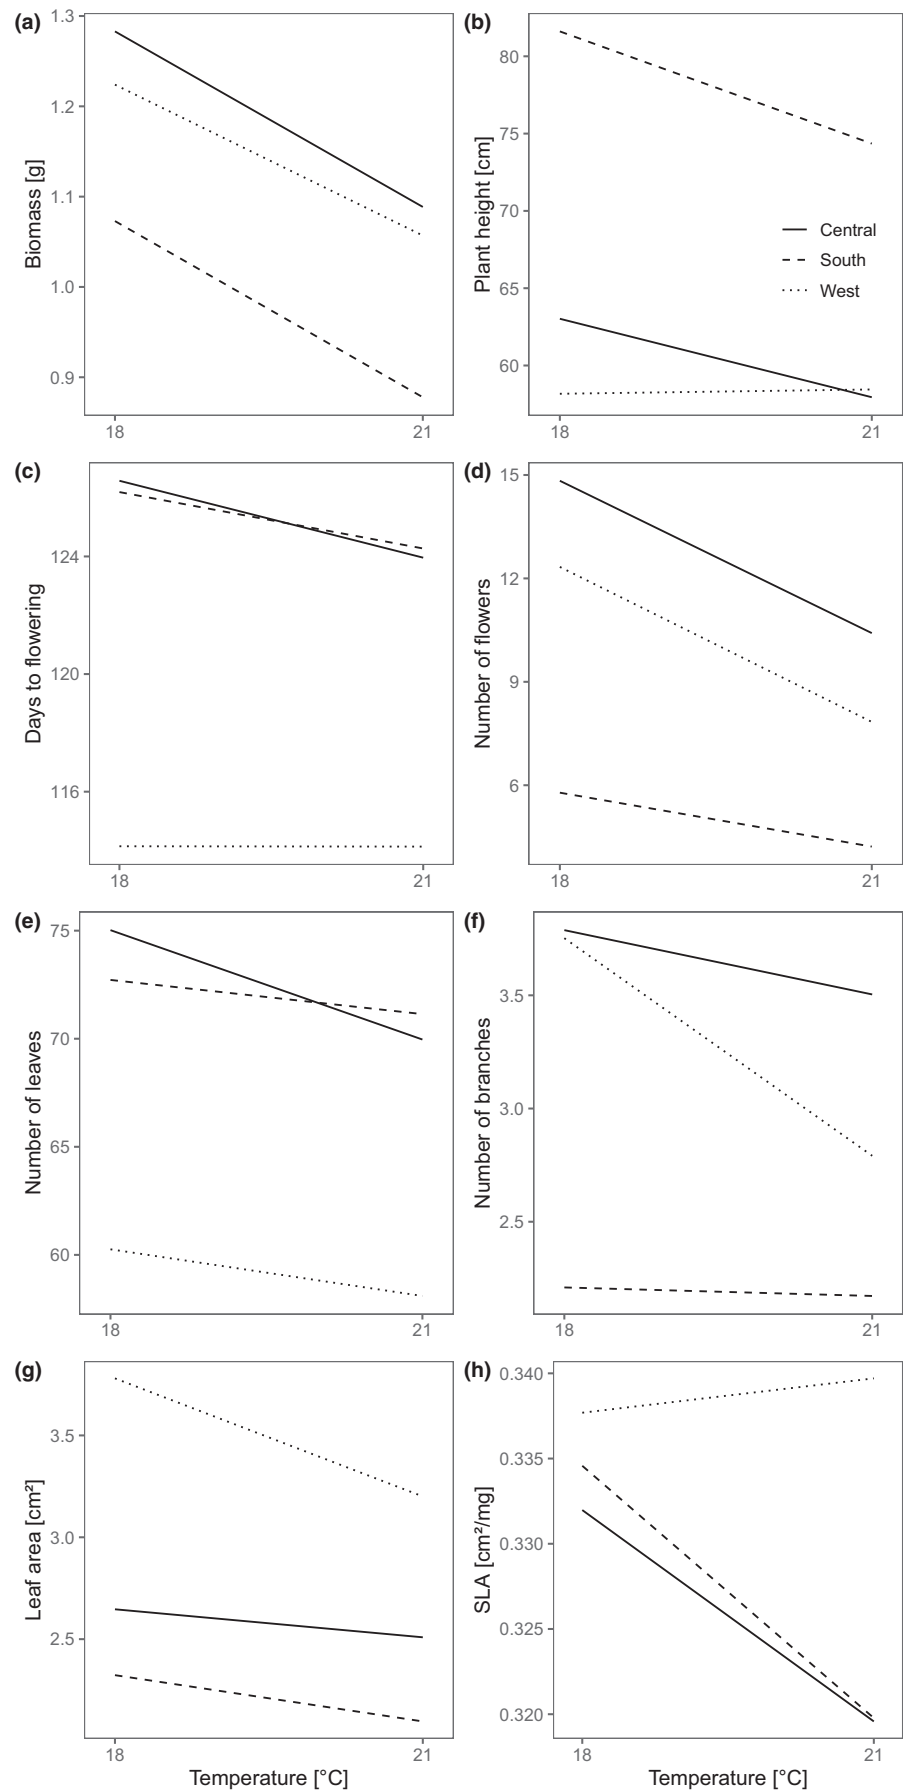 (a)
1.3
1.2
1.1
1.0
0.9
Biomass [g]
18
21
(b)
80
75
70
65
60
Plant height [cm]
Central
South
West
18
21
(c)
124
120
116
Days to flowering
18
21
(d)
15
12
9
6
Number of flowers
18
21
(e)
75
70
65
60
Number of leaves
18
21
(f)
3.5
3.0
2.5
Number of branches
18
21
(g)
3.5
3.0
2.5
Leaf area [cm²]
18
21
Temperature [°C]
(h)
0.340
0.335
0.330
0.325
0.320
SLA [cm²/mg]
18
21
Temperature [°C]